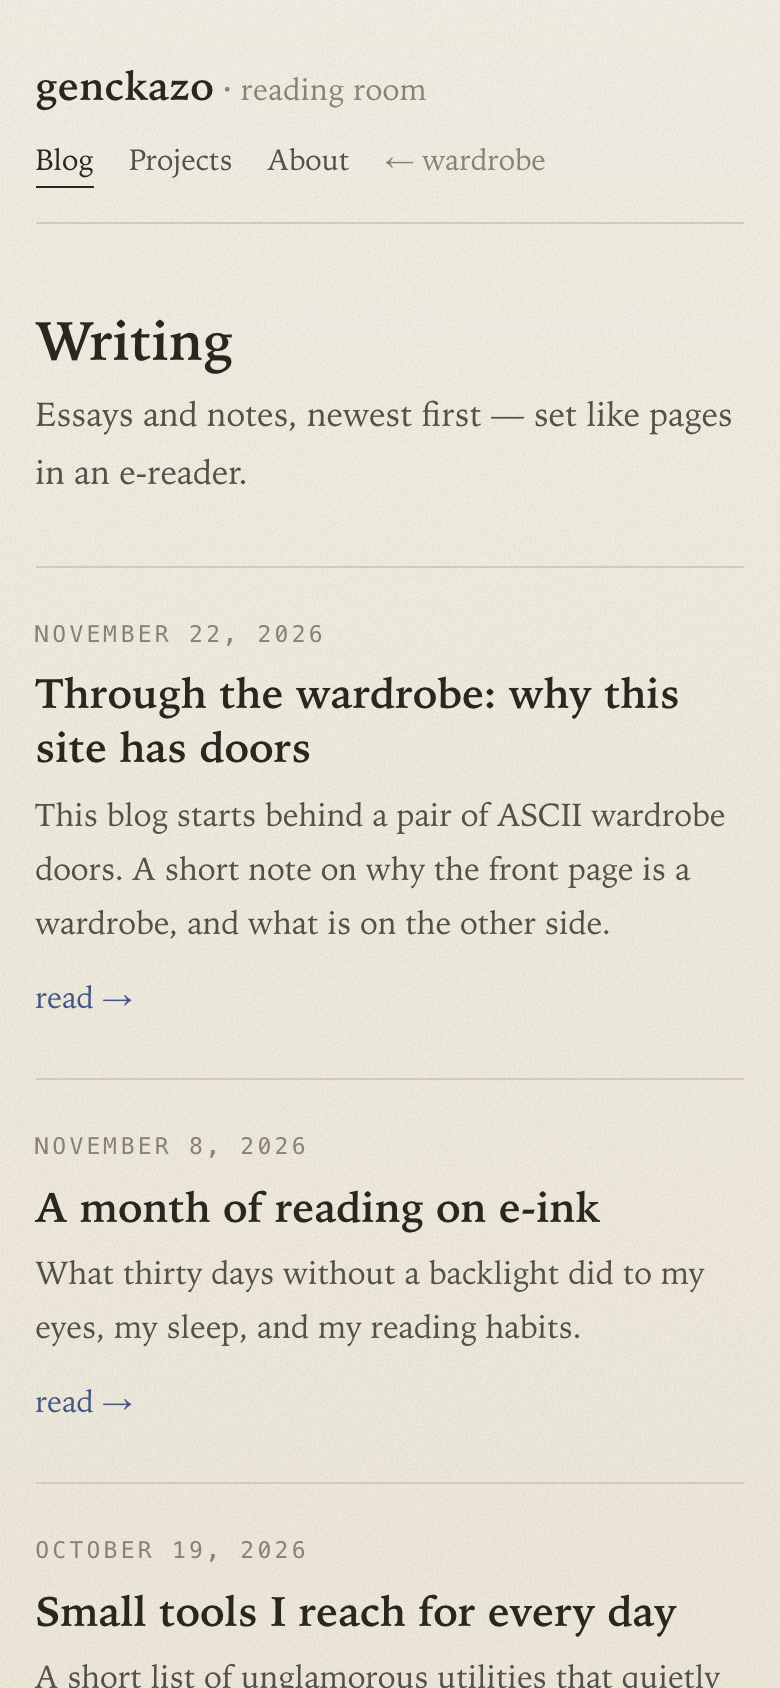 genckazo · reading room
Blog Projects About ← wardrobe
Writing
Essays and notes, newest first — set like pages
in an e-reader.
NOVEMBER 22, 2026
Through the wardrobe: why this
site has doors
This blog starts behind a pair of ASCII wardrobe
doors. A short note on why the front page is a
wardrobe, and what is on the other side.
read →
NOVEMBER 8, 2026
A month of reading on e-ink
What thirty days without a backlight did to my
eyes, my sleep, and my reading habits.
read →
OCTOBER 19, 2026
Small tools I reach for every day
A short list of unglamorous utilities that quietly